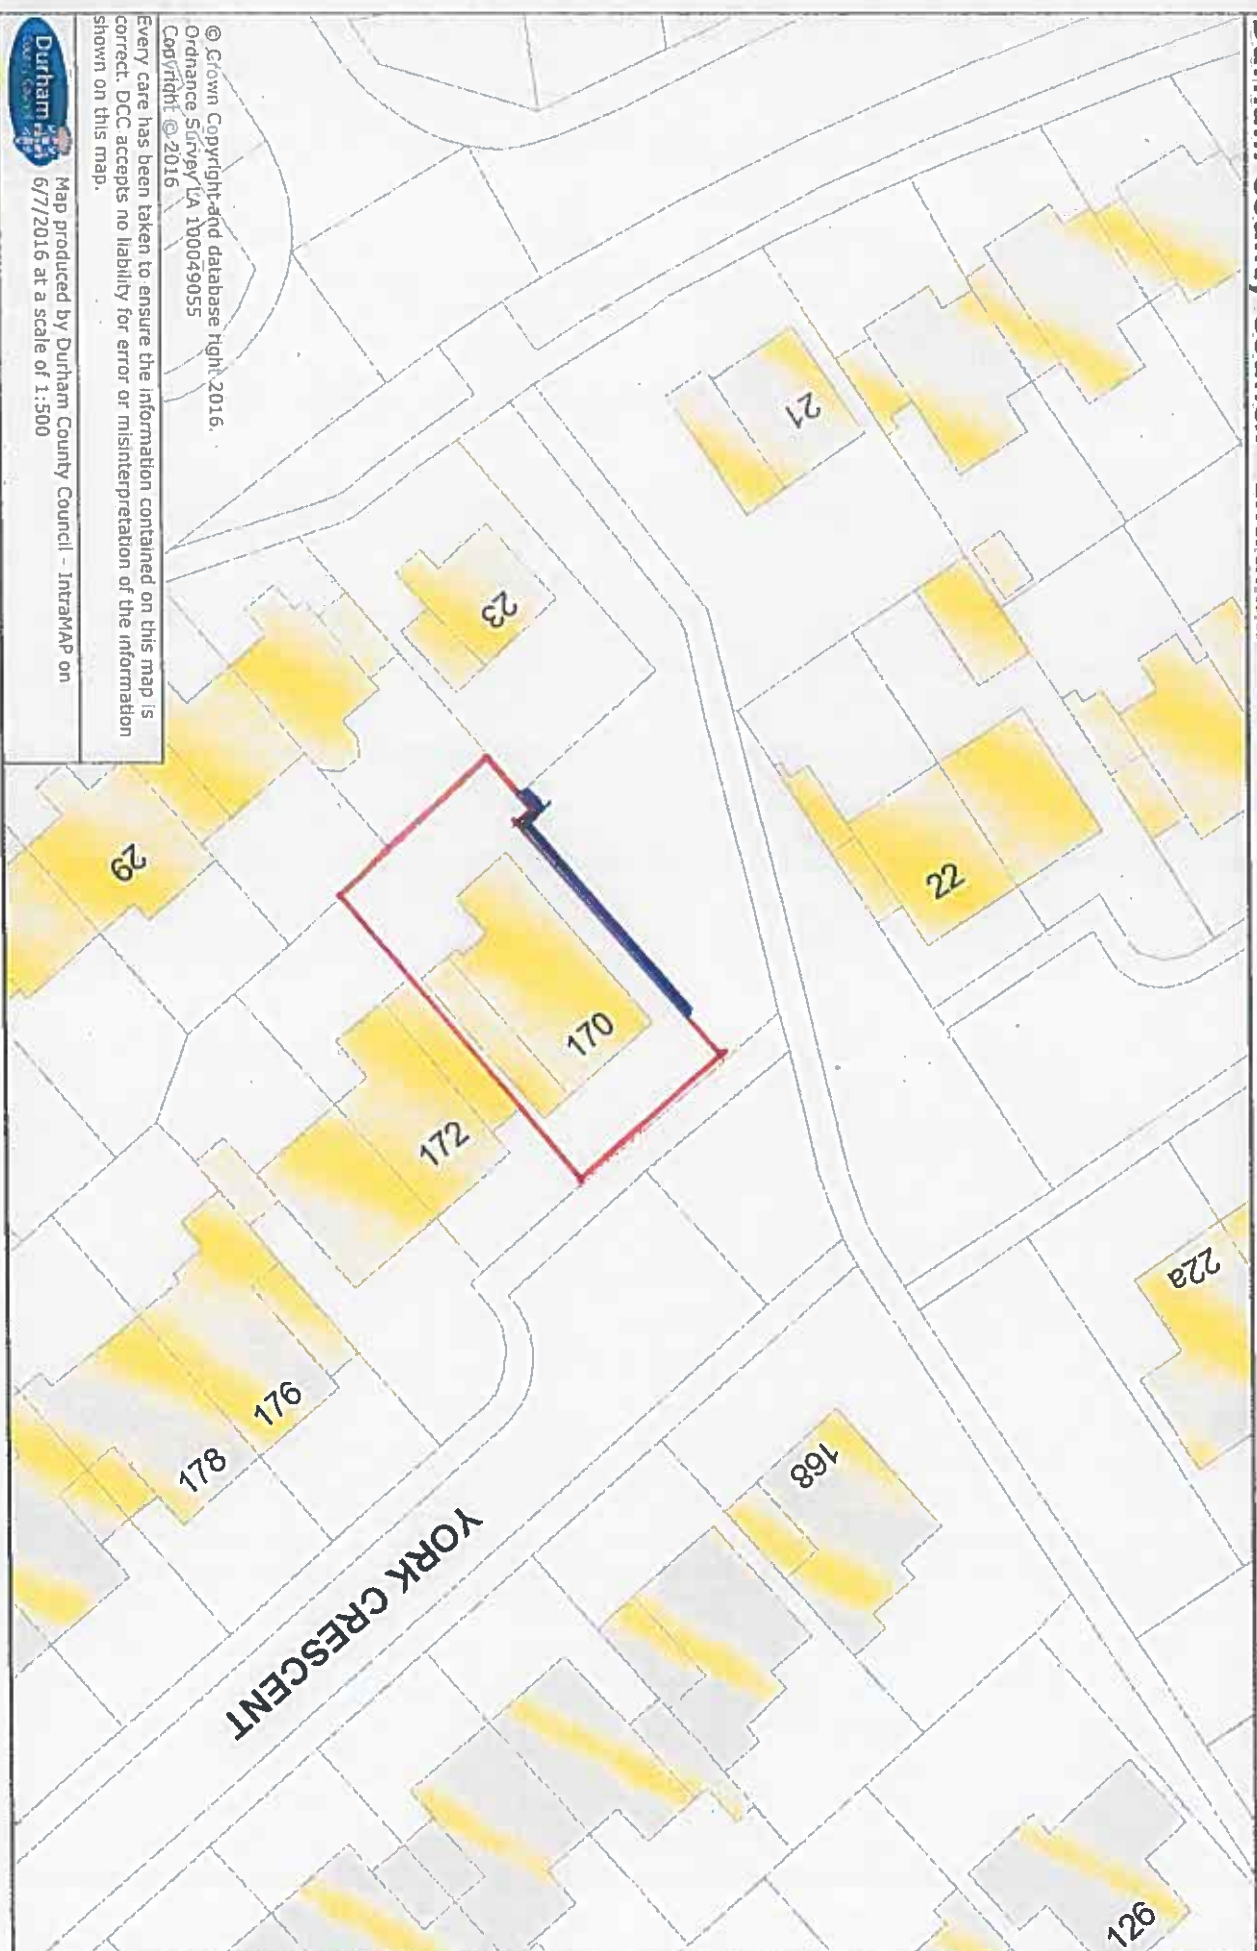 © Crown Copyright and database right 2016.
Ordnance Survey LA 100049055
Copyright © 2016
Every care has been taken to ensure the information contained on this map is
correct. DCC accepts no liability for error or misinterpretation of the information
shown on this map.
Durham
County Council
Map produced by Durham County Council - IntraMAP on
6/7/2016 at a scale of 1:500
21
23
22
29
170
172
22a
176
178
168
YORK CRESCENT
126